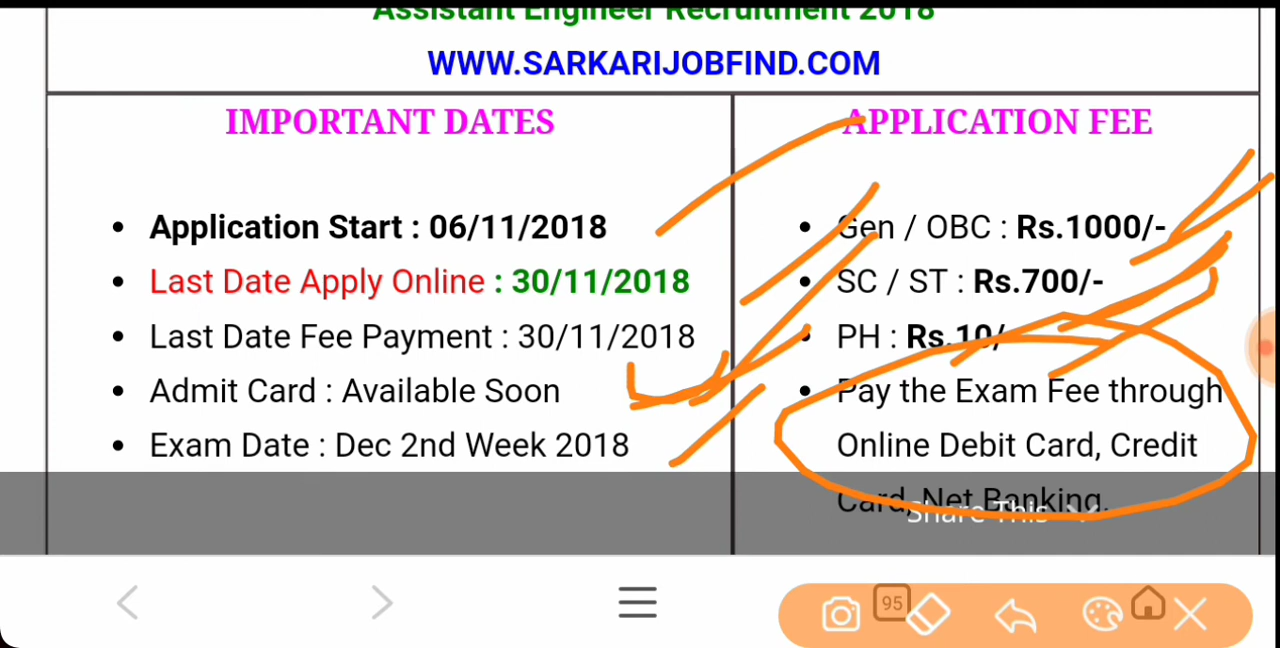 Assistant Engineer Recruitment 2018
WWW.SARKARIJOBFIND.COM
IMPORTANT DATES
Application Start : 06/11/2018
Last Date Apply Online : 30/11/2018
Last Date Fee Payment : 30/11/2018
Admit Card : Available Soon
Exam Date : Dec 2nd Week 2018
APPLICATION FEE
Gen / OBC : Rs.1000/-
SC / ST : Rs.700/-
PH : Rs.10/
Pay the Exam Fee through
Online Debit Card, Credit
Card, Net Banking.
Share This
95